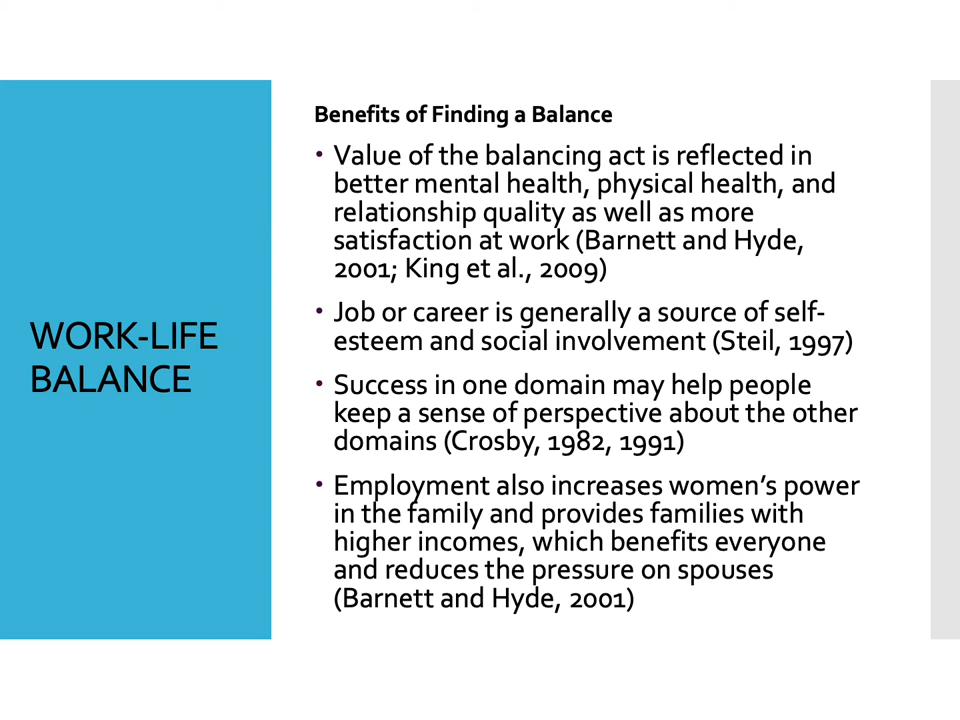 WORK-LIFE
BALANCE
Benefits of Finding a Balance
• Value of the balancing act is reflected in
better mental health, physical health, and
relationship quality as well as more
satisfaction at work (Barnett and Hyde,
2001; King et al., 2009)
• Job or career is generally a source of self-
esteem and social involvement (Steil, 1997)
• Success in one domain may help people
keep a sense of perspective about the other
domains (Crosby, 1982, 1991)
• Employment also increases women’s power
in the family and provides families with
higher incomes, which benefits everyone
and reduces the pressure on spouses
(Barnett and Hyde, 2001)